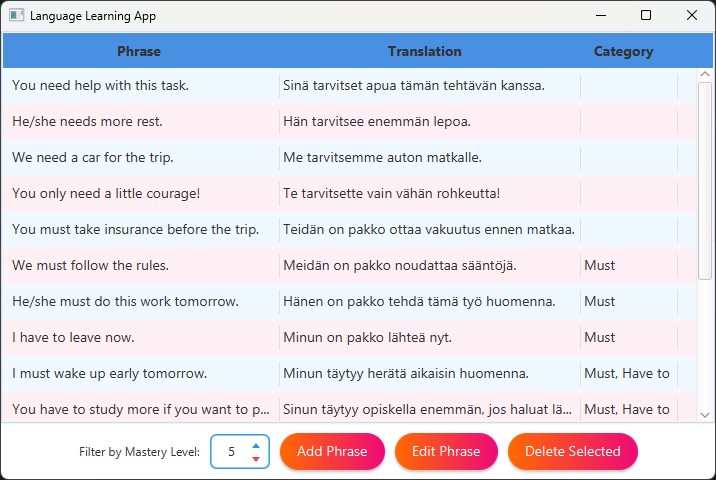 Language Learning App
Phrase Translation Category
You need help with this task. Sinä tarvitset apua tämän tehtävän kanssa.
He/she needs more rest. Hän tarvitsee enemmän lepoa.
We need a car for the trip. Me tarvitsemme auton matkalle.
You only need a little courage! Te tarvitsette vain vähän rohkeutta!
You must take insurance before the trip. Teidän on pakko ottaa vakuutus ennen matkaa.
We must follow the rules. Meidän on pakko noudattaa sääntöjä. Must
He/she must do this work tomorrow. Hänen on pakko tehdä tämä työ huomenna. Must
I have to leave now. Minun on pakko lähteä nyt. Must
I must wake up early tomorrow. Minun täytyy herätä aikaisin huomenna. Must, Have to
You have to study more if you want to p... Sinun täytyy opiskella enemmän, jos haluat lä... Must, Have to
Filter by Mastery Level: 5 Add Phrase Edit Phrase Delete Selected